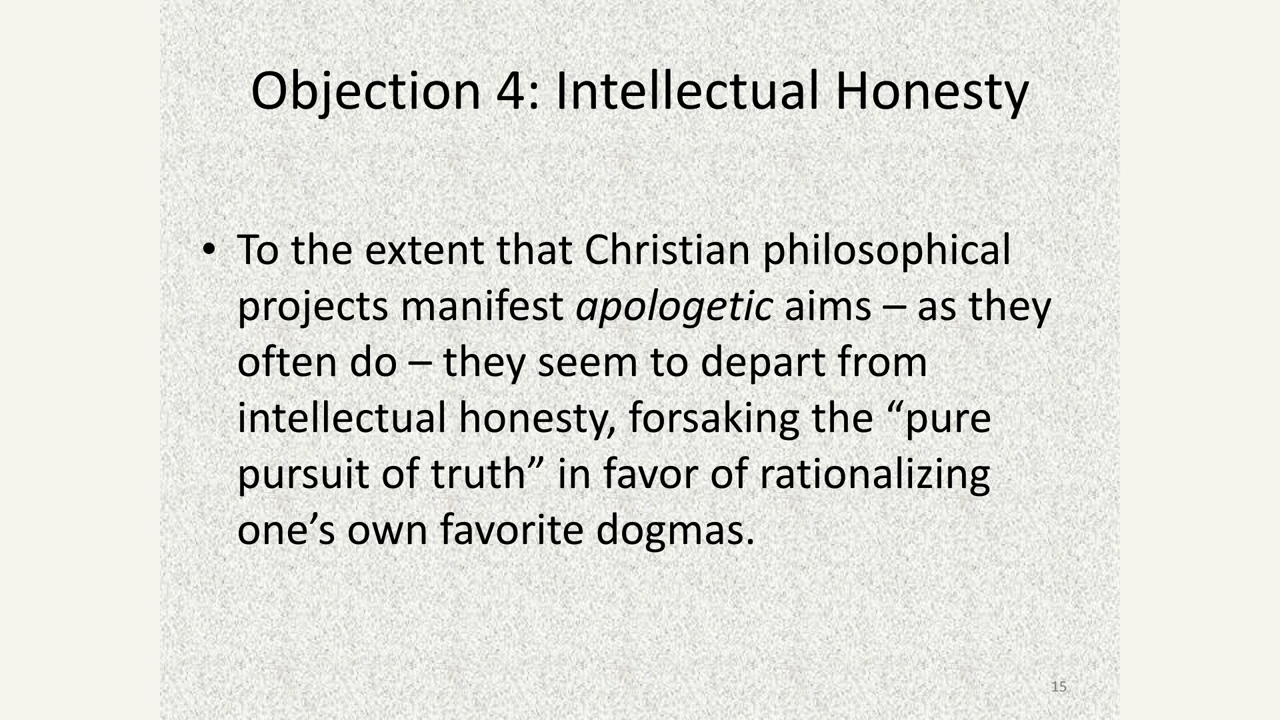 Objection 4: Intellectual Honesty
• To the extent that Christian philosophical
projects manifest apologetic aims – as they
often do – they seem to depart from
intellectual honesty, forsaking the “pure
pursuit of truth” in favor of rationalizing
one’s own favorite dogmas.
15